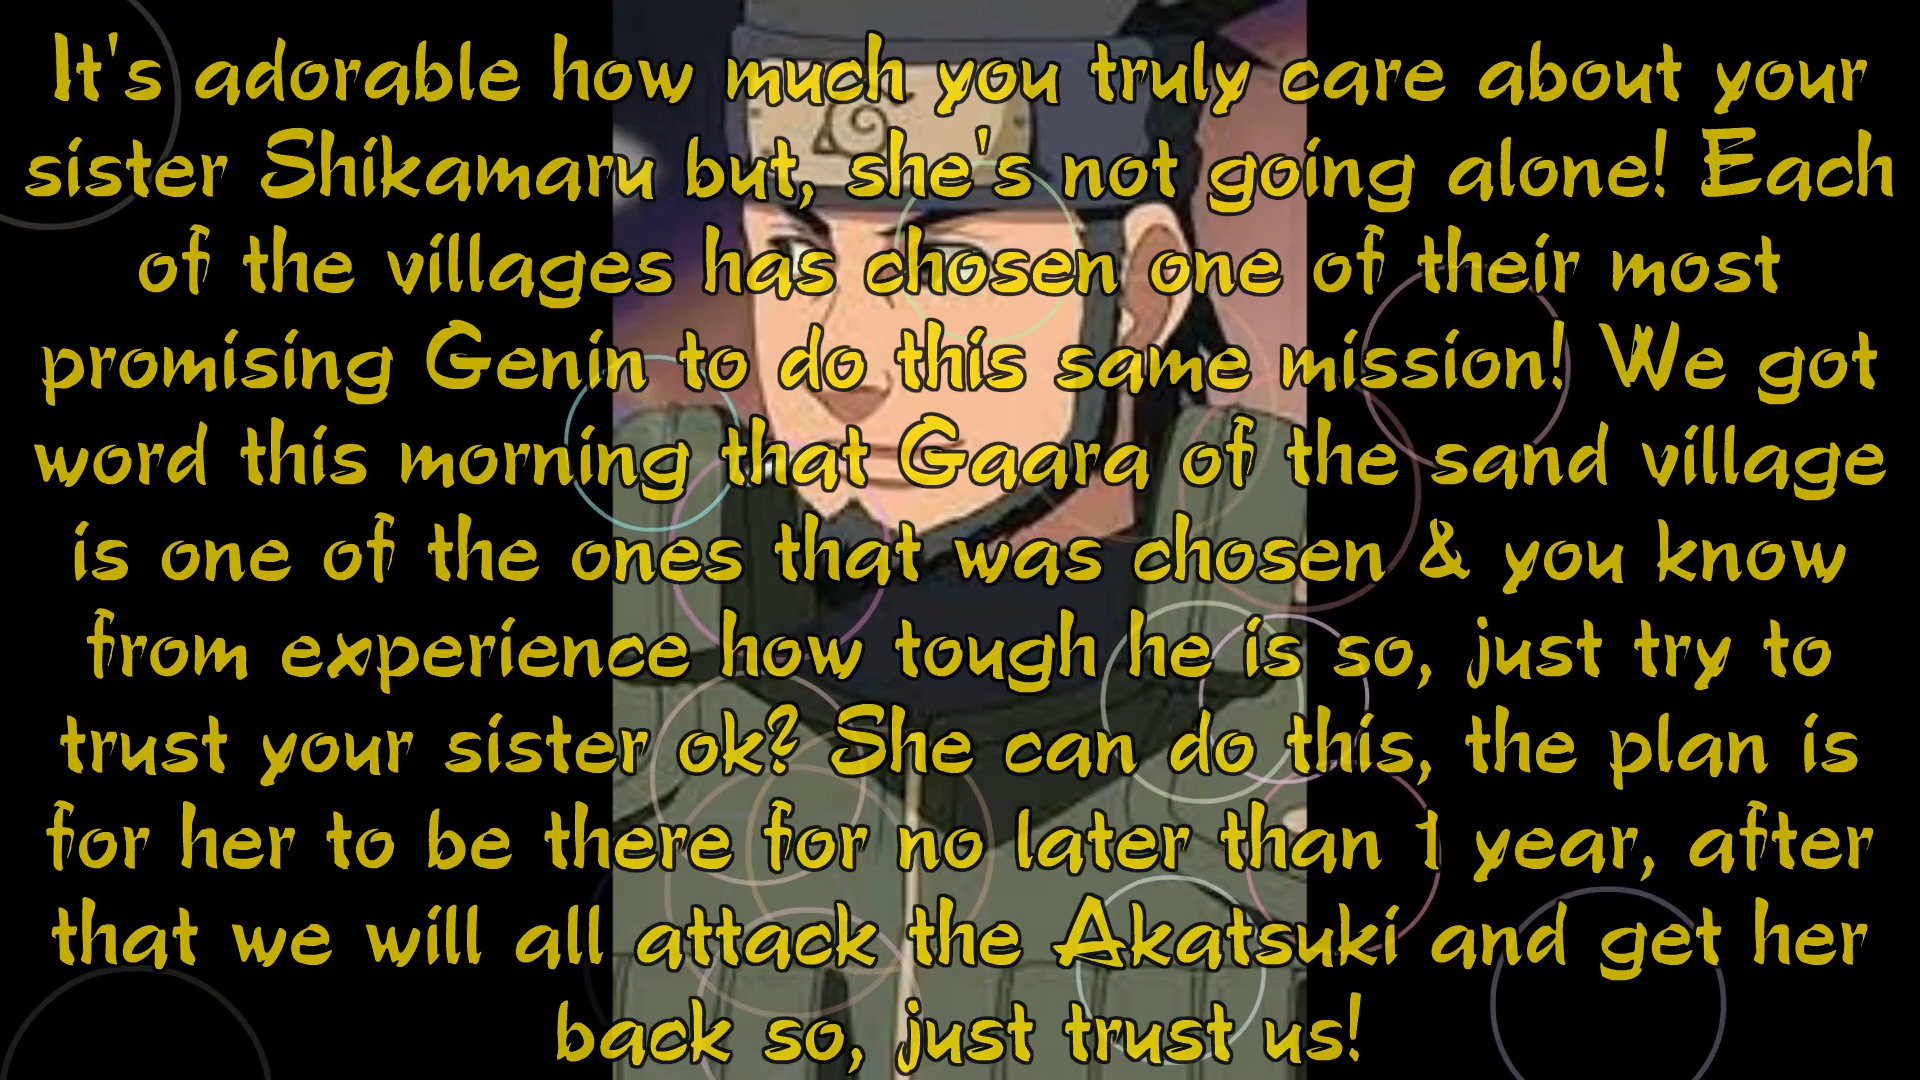 It's adorable how much you truly care about your
sister Shikamaru but, she's not going alone! Each
of the villages has chosen one of their most
promising Genin to do this same mission! We got
word this morning that Gaara of the sand village
is one of the ones that was chosen & you know
from experience how tough he is so, just try to
trust your sister ok? She can do this, the plan is
for her to be there for no later than 1 year, after
that we will all attack the Akatsuki and get her
back so, just trust us!